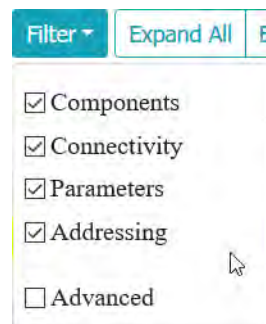 Filter Expand All E
Components
Connectivity
Parameters
Addressing
Advanced